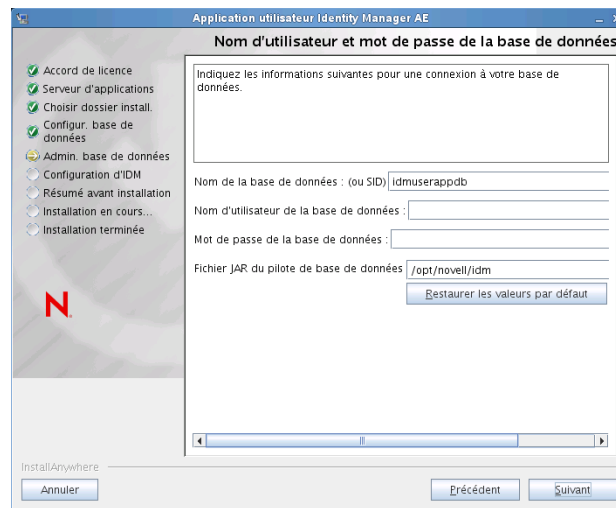 Application utilisateur Identity Manager AE
Nom d'utilisateur et mot de passe de la base de données
Accord de licence
Serveur d'applications
Choisir dossier install.
Configur. base de
données
Admin. base de données
Configuration d'IDM
Résumé avant installation
Installation en cours...
Installation terminée
N
Indiquez les informations suivantes pour une connexion à votre base de
données.
Nom de la base de données : (ou SID) idmuserappdb
Nom d'utilisateur de la base de données :
Mot de passe de la base de données :
Fichier JAR du pilote de base de données /opt/novell/idm
Restaurer les valeurs par défaut
InstallAnywhere
Annuler
Précédent
Suivant